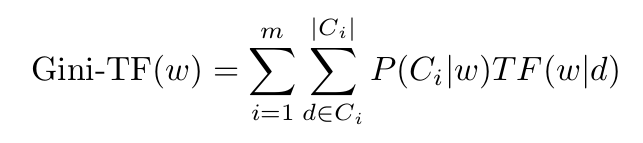 Gini-TF(w) = \sum_{i=1}^{m} \sum_{d \in C_i}^{|C_i|} P(C_i|w)TF(w|d)